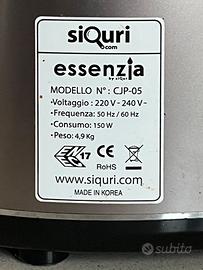 siQuri
.com
essenzia
by siQuri
MODELLO N°: CJP-05
•Voltaggio: 220 V - 240 V~
•Frequenza: 50 Hz / 60 Hz
•Consumo: 150 W
•Peso: 4,9 Kg
17
RoHS
www.siquri.com
MADE IN KOREA
subito